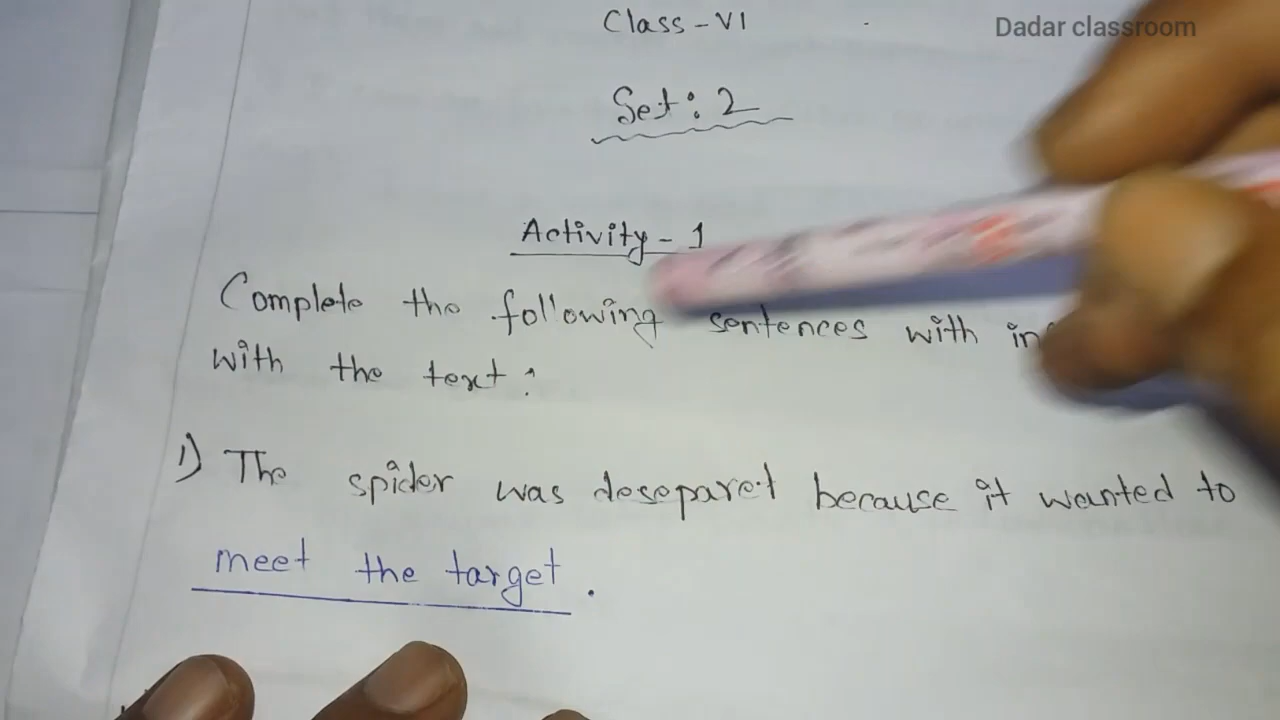 Class-VI
Dadar classroom
Set: 2
Activity-1
Complete the following sentences with
with the text:
1) The spider was deseparet because it wanted to
meet the target.